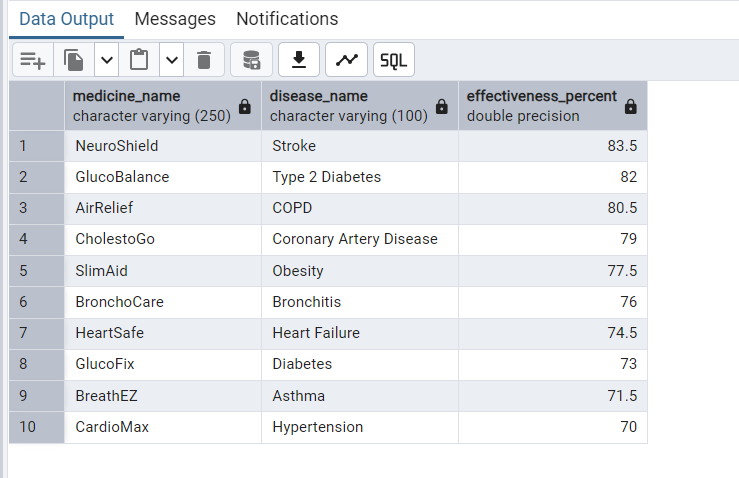 Data Output Messages Notifications
SQL
medicine_name disease_name effectiveness_percent
character varying (250) character varying (100) double precision
1 NeuroShield Stroke 83.5
2 GlucoBalance Type 2 Diabetes 82
3 AirRelief COPD 80.5
4 CholestoGo Coronary Artery Disease 79
5 SlimAid Obesity 77.5
6 BronchoCare Bronchitis 76
7 HeartSafe Heart Failure 74.5
8 GlucoFix Diabetes 73
9 BreathEZ Asthma 71.5
10 CardioMax Hypertension 70